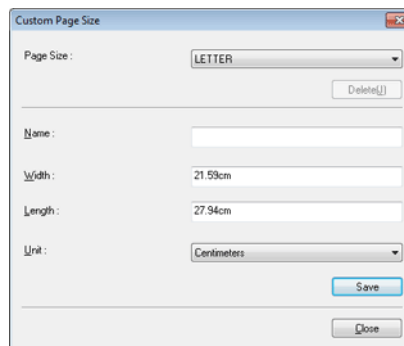 Custom Page Size
Page Size :
LETTER
Delete(J)
Name :
Width :
21.59cm
Length :
27.94cm
Unit :
Centimeters
Save
Close